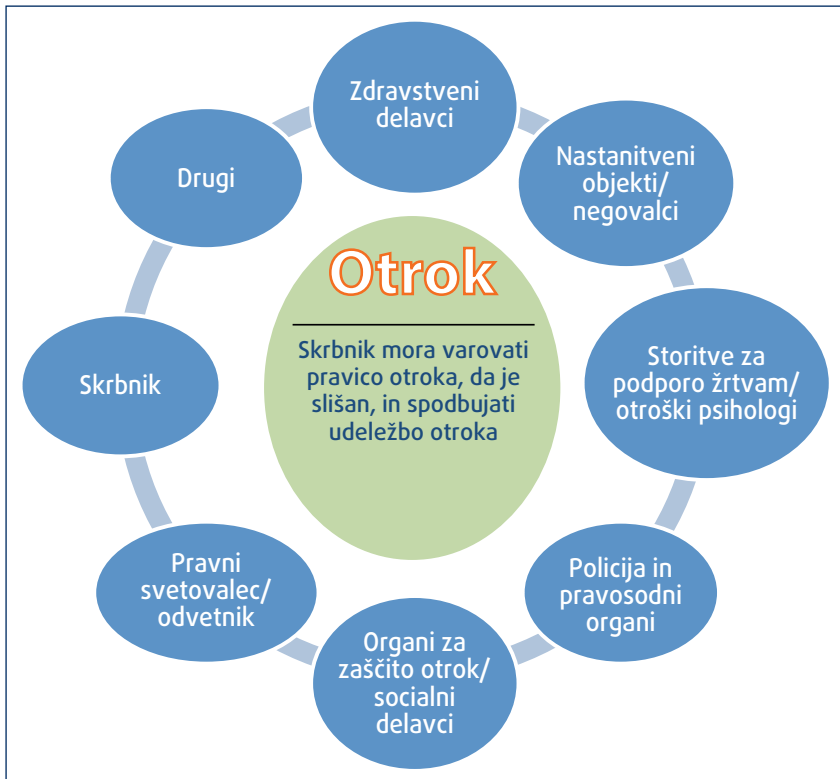 Zdravstveni
delavci
Nastanitveni
objekti/
negovalci
Storitve za
podporo žrtvam/
otroški psihologi
Policija in
pravosodni
organi
Organi za
zaščito otrok/
socialni
delavci
Pravni
svetovalec/
odvetnik
Skrbnik
Drugi
Otrok
Skrbnik mora varovati
pravico otroka, da je
slišan, in spodbujati
udeležbo otroka